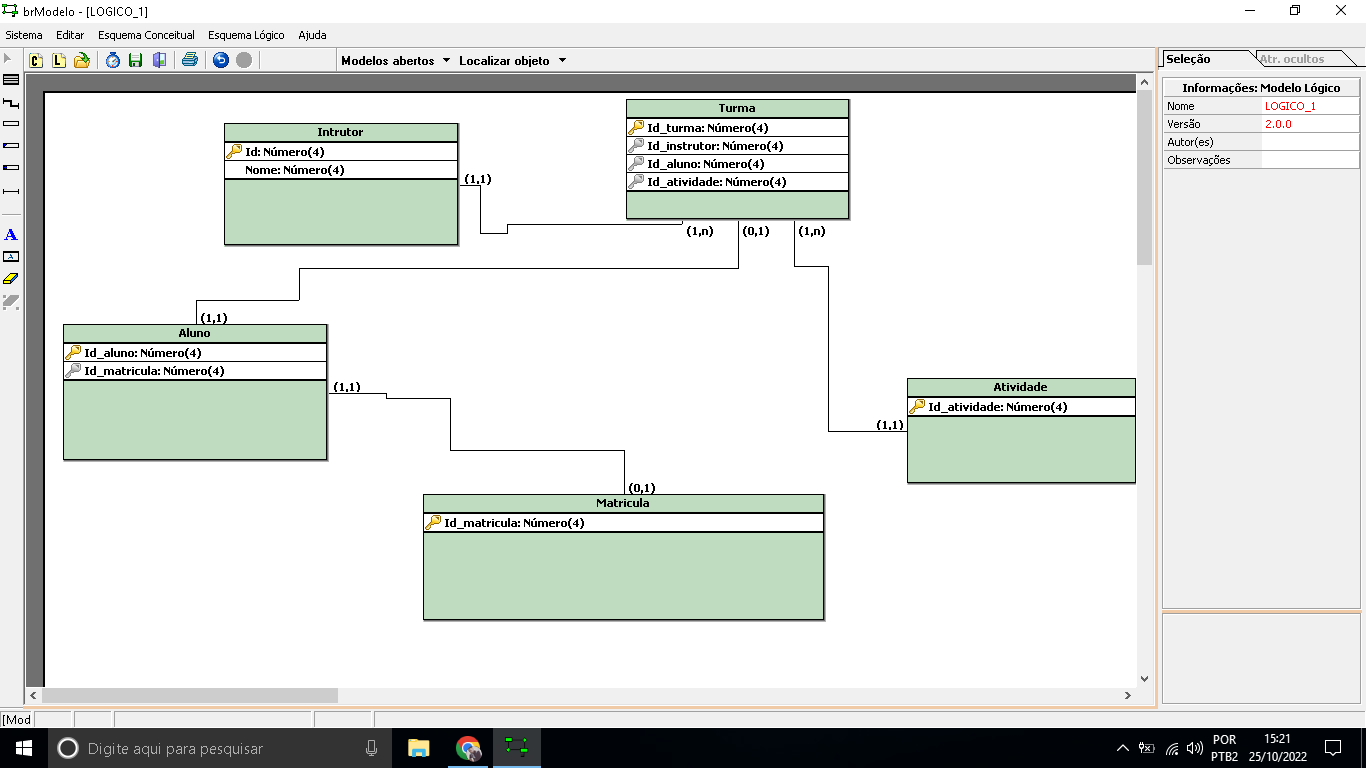 brModelo - [LOGICO_1]
Sistema Editar Esquema Conceitual Esquema Lógico Ajuda
C L Modelos abertos Localizar objeto
Seleção Atr. ocultos
Informações: Modelo Lógico
Nome LOGICO_1
Versão 2.0.0
Autor(es)
Observações
A
A
Intrutor
Id: Número(4)
Nome: Número(4)
(1,1)
Turma
Id_turma: Número(4)
Id_instrutor: Número(4)
Id_aluno: Número(4)
Id_atividade: Número(4)
(1,n) (0,1) (1,n)
(1,1)
Aluno
Id_aluno: Número(4)
Id_matricula: Número(4)
(1,1)
Atividade
Id_atividade: Número(4)
(1,1)
(0,1)
Matricula
Id_matricula: Número(4)
[Mod
Digite aqui para pesquisar
POR
PTB2
15:21
25/10/2022